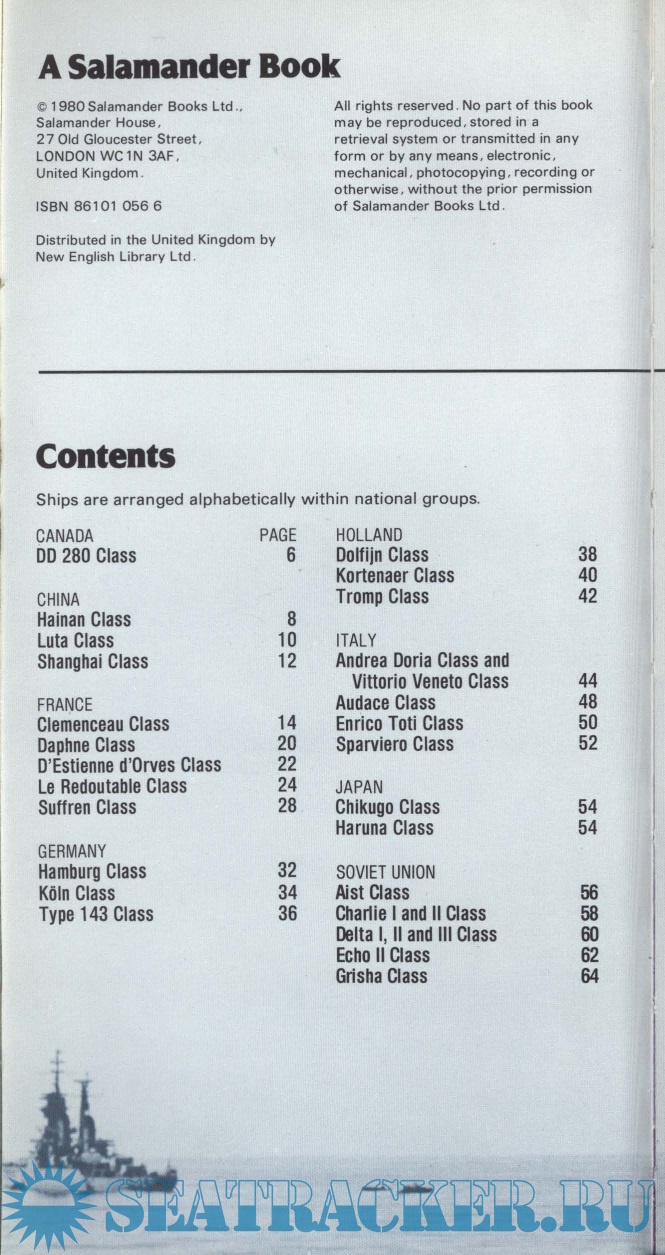 A Salamander Book
© 1980 Salamander Books Ltd.,
Salamander House,
27 Old Gloucester Street,
LONDON WC1N 3AF,
United Kingdom.
ISBN 86101 056 6
Distributed in the United Kingdom by
New English Library Ltd.
All rights reserved. No part of this book
may be reproduced, stored in a
retrieval system or transmitted in any
form or by any means, electronic,
mechanical, photocopying, recording or
otherwise, without the prior permission
of Salamander Books Ltd.
Contents
Ships are arranged alphabetically within national groups.
CANADA PAGE
DD 280 Class 6
CHINA
Hainan Class 8
Luta Class 10
Shanghai Class 12
FRANCE
Clemenceau Class 14
Daphne Class 20
D'Estienne d'Orves Class 22
Le Redoutable Class 24
Suffren Class 28
GERMANY
Hamburg Class 32
Köln Class 34
Type 143 Class 36
HOLLAND
Dolfijn Class 38
Kortenaer Class 40
Tromp Class 42
ITALY
Andrea Doria Class and
Vittorio Veneto Class 44
Audace Class 48
Enrico Toti Class 50
Sparviero Class 52
JAPAN
Chikugo Class 54
Haruna Class 54
SOVIET UNION
Aist Class 56
Charlie I and II Class 58
Delta I, II and III Class 60
Echo II Class 62
Grisha Class 64
SEATRACKER.RU